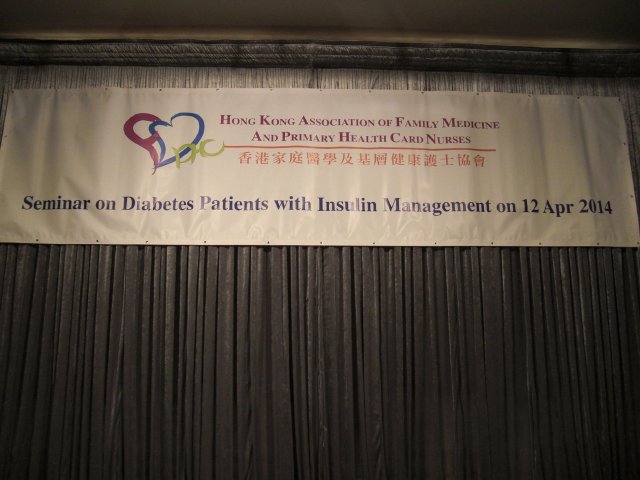 HONG KONG ASSOCIATION OF FAMILY MEDICINE
AND PRIMARY HEALTH CARD NURSES
香港家庭醫學及基層健康護士協會
Seminar on Diabetes Patients with Insulin Management on 12 Apr 2014